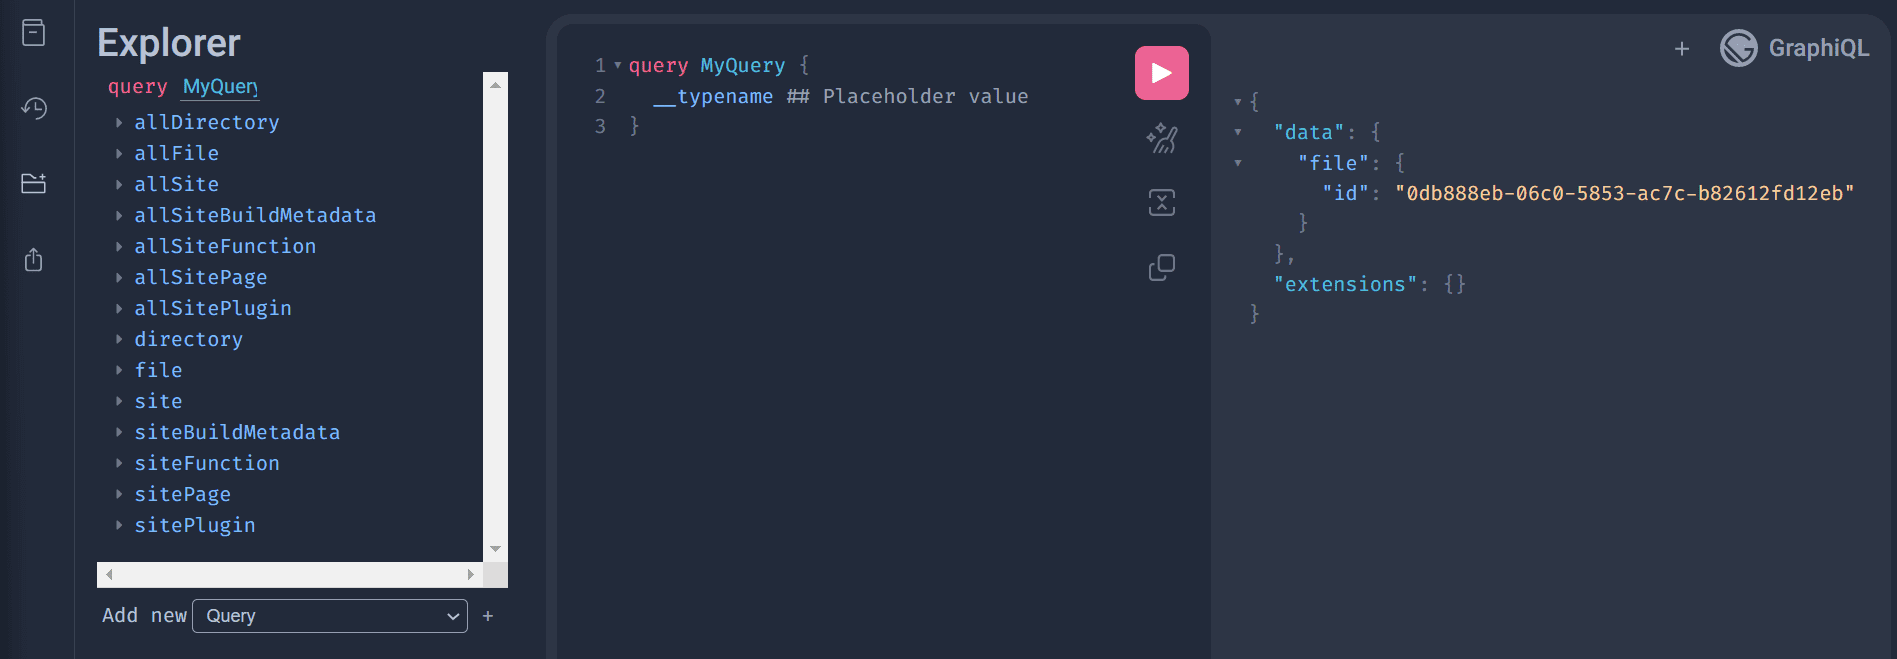 Explorer
query MyQuery
allDirectory
allFile
allSite
allSiteBuildMetadata
allSiteFunction
allSitePage
allSitePlugin
directory
file
site
siteBuildMetadata
siteFunction
sitePage
sitePlugin
Add new Query +
1 query MyQuery {
2 __typename ## Placeholder value
3 }
+ GraphiQL
{
"data": {
"file": {
"id": "0db888eb-06c0-5853-ac7c-b82612fd12eb"
}
},
"extensions": {}
}